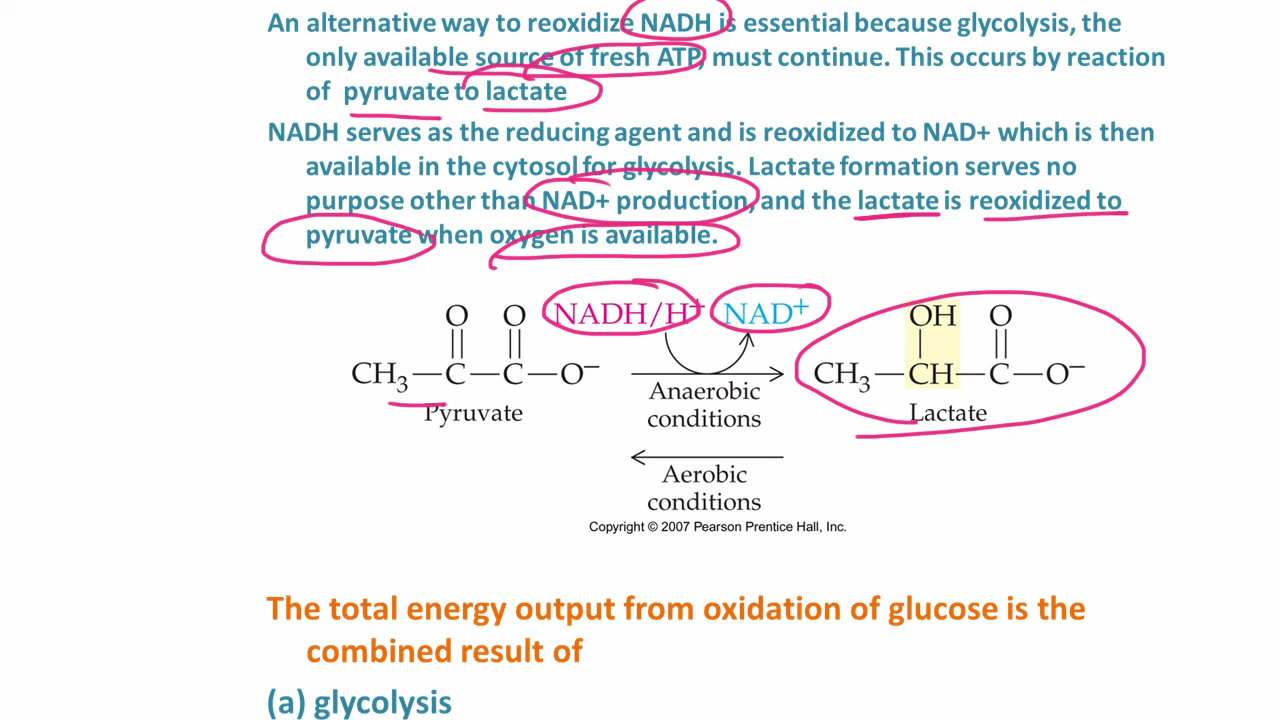 An alternative way to reoxidize NADH is essential because glycolysis, the
only available source of fresh ATP, must continue. This occurs by reaction
of pyruvate to lactate
NADH serves as the reducing agent and is reoxidized to NAD+ which is then
available in the cytosol for glycolysis. Lactate formation serves no
purpose other than NAD+ production, and the lactate is reoxidized to
pyruvate when oxygen is available.
O O NADH/H⁺ NAD⁺ OH O
CH₃—C—C—O⁻ CH₃—CH—C—O⁻
Anaerobic
conditions
Pyruvate Lactate
Aerobic
conditions
Copyright © 2007 Pearson Prentice Hall, Inc.
The total energy output from oxidation of glucose is the
combined result of
(a) glycolysis